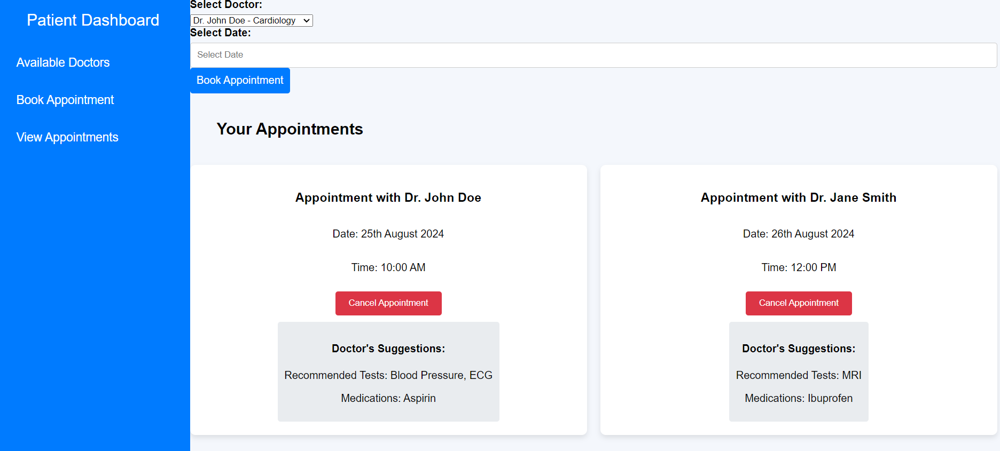 Patient Dashboard
Available Doctors
Book Appointment
View Appointments
Select Doctor:
Dr. John Doe - Cardiology
Select Date:
Select Date
Book Appointment
Your Appointments
Appointment with Dr. John Doe
Date: 25th August 2024
Time: 10:00 AM
Cancel Appointment
Doctor's Suggestions:
Recommended Tests: Blood Pressure, ECG
Medications: Aspirin
Appointment with Dr. Jane Smith
Date: 26th August 2024
Time: 12:00 PM
Cancel Appointment
Doctor's Suggestions:
Recommended Tests: MRI
Medications: Ibuprofen